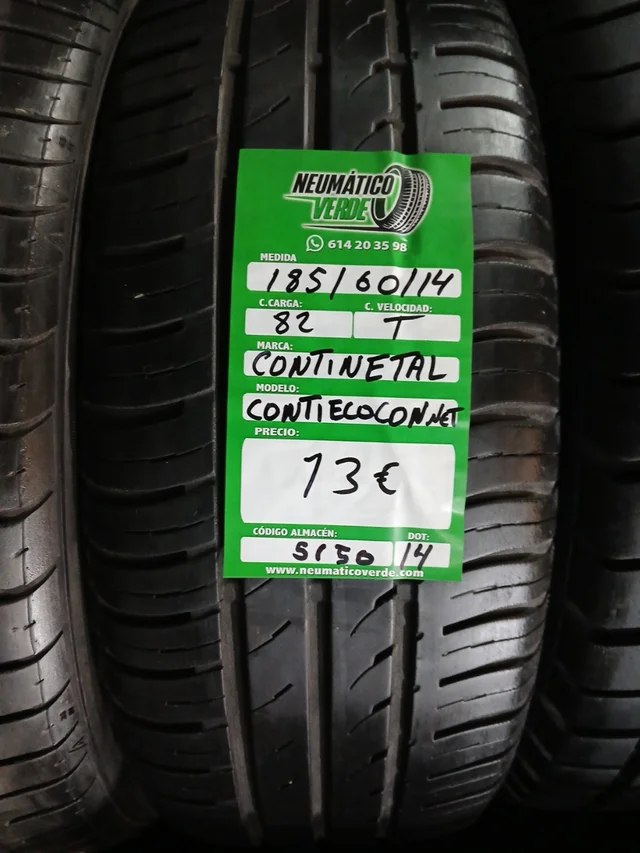 NEUMÁTICO
VERDE
614 20 35 98
MEDIDA
185/60/14
C.CARGA: C. VELOCIDAD:
82 T
MARCA:
CONTINETAL
MODELO:
CONTIECOCONNET
PRECIO:
13€
CÓDIGO ALMACÉN: DOT:
S150 14
www.neumaticoverde.com